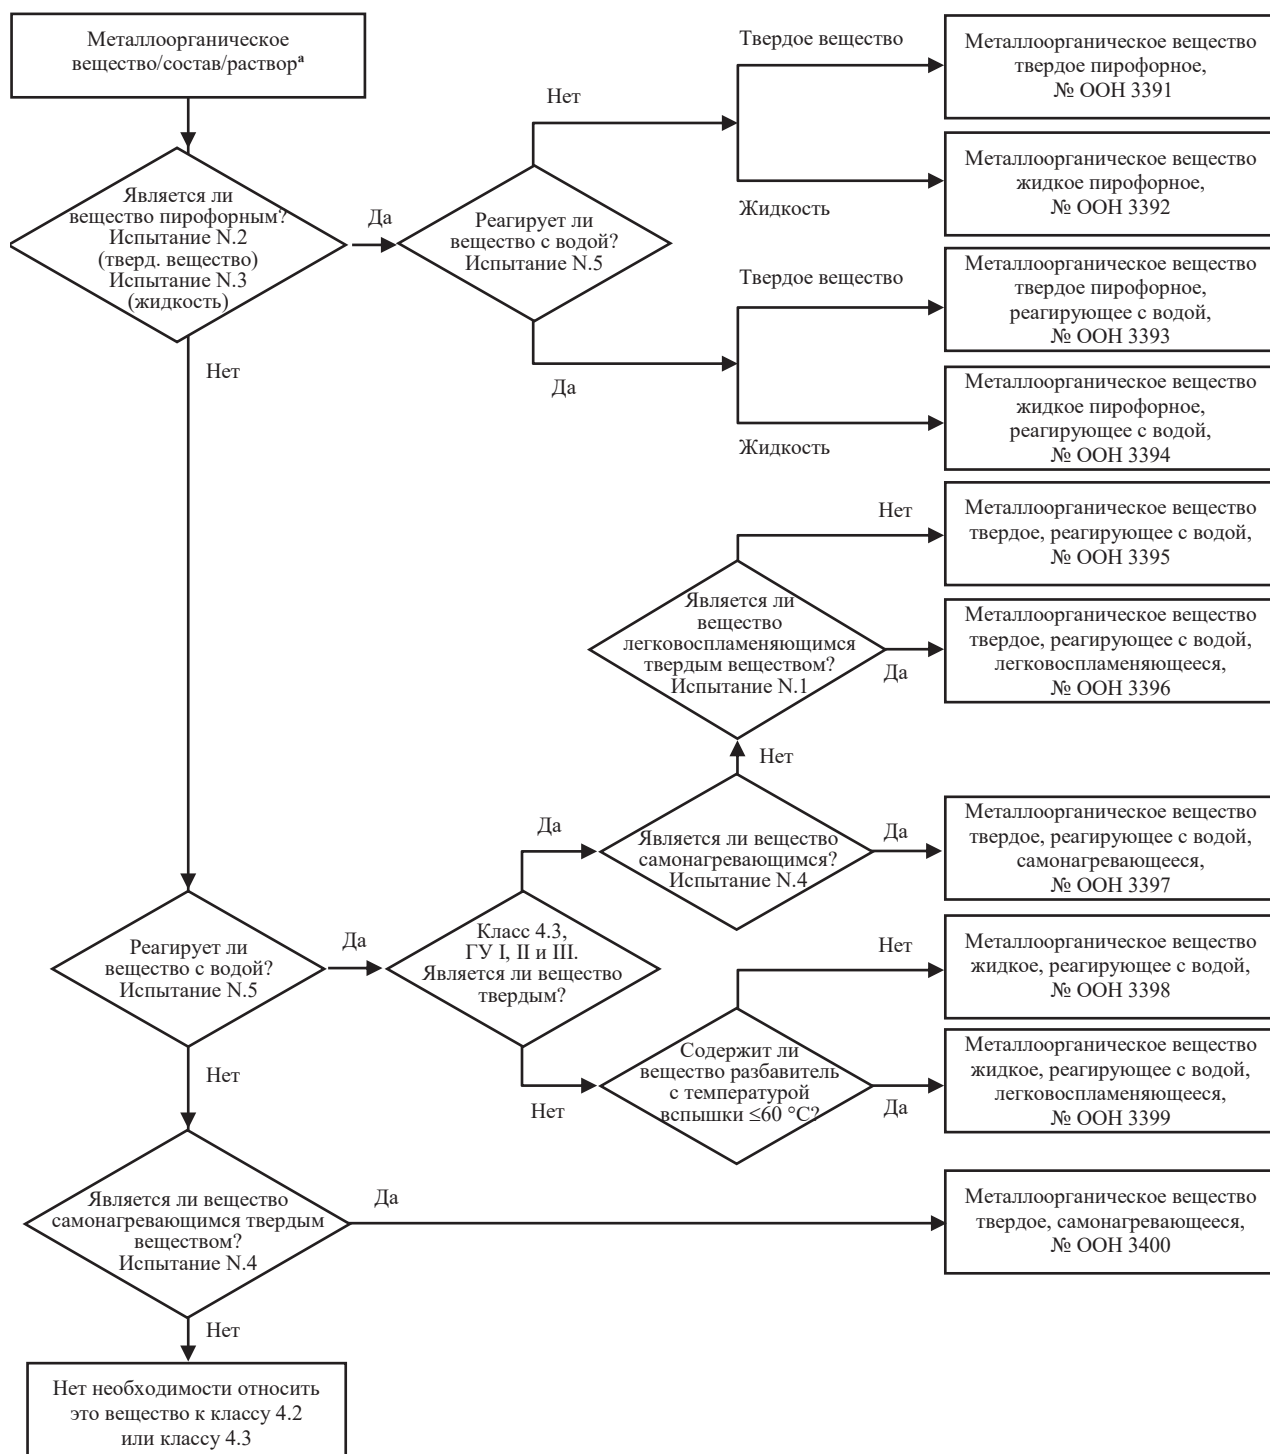 Металлоорганическое
вещество/состав/растворᵃ
Твердое вещество
Металлоорганическое вещество
твердое пирофорное,
№ ООН 3391
Нет
Является ли
вещество пирофорным?
Испытание N.2
(тверд. вещество)
Испытание N.3
(жидкость)
Да
Реагирует ли
вещество с водой?
Испытание N.5
Жидкость
Металлоорганическое вещество
жидкое пирофорное,
№ ООН 3392
Твердое вещество
Металлоорганическое вещество
твердое пирофорное,
реагирующее с водой,
№ ООН 3393
Нет
Да
Жидкость
Металлоорганическое вещество
жидкое пирофорное,
реагирующее с водой,
№ ООН 3394
Нет
Металлоорганическое вещество
твердое, реагирующее с водой,
№ ООН 3395
Является ли
вещество
легковоспламеняющимся
твердым веществом?
Испытание N.1
Да
Металлоорганическое вещество
твердое, реагирующее с водой,
легковоспламеняющееся,
№ ООН 3396
Нет
Да
Является ли вещество
самонагревающимся?
Испытание N.4
Да
Металлоорганическое вещество
твердое, реагирующее с водой,
самонагревающееся,
№ ООН 3397
Реагирует ли
вещество с водой?
Испытание N.5
Да
Класс 4.3,
ГУ I, II и III.
Является ли вещество
твердым?
Нет
Металлоорганическое вещество
жидкое, реагирующее с водой,
№ ООН 3398
Нет
Нет
Содержит ли
вещество разбавитель
с температурой
вспышки ≤60 °C?
Да
Металлоорганическое вещество
жидкое, реагирующее с водой,
легковоспламеняющееся,
№ ООН 3399
Является ли вещество
самонагревающимся твердым
веществом?
Испытание N.4
Да
Металлоорганическое вещество
твердое, самонагревающееся,
№ ООН 3400
Нет
Нет необходимости относить
это вещество к классу 4.2
или классу 4.3